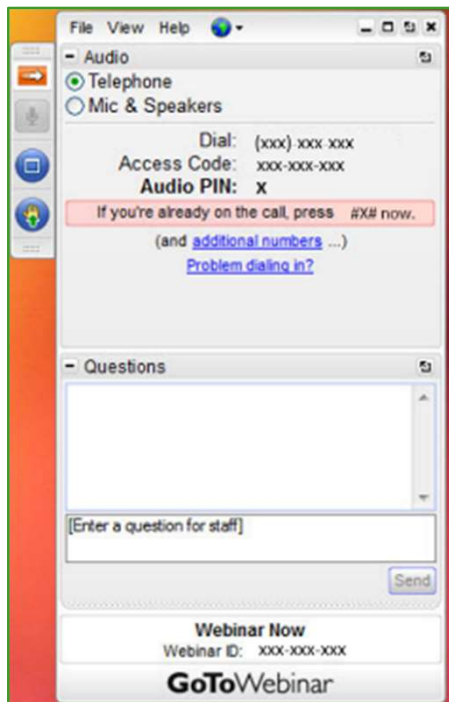 File View Help
Audio
Telephone
Mic & Speakers
Dial: (xxx) xxx xxx
Access Code: xxx-xxx-xxx
Audio PIN: x
If you're already on the call, press #X# now.
(and additional numbers ...)
Problem dialing in?
Questions
[Enter a question for staff]
Send
Webinar Now
Webinar ID: xxx-xxx-xxx
GoToWebinar